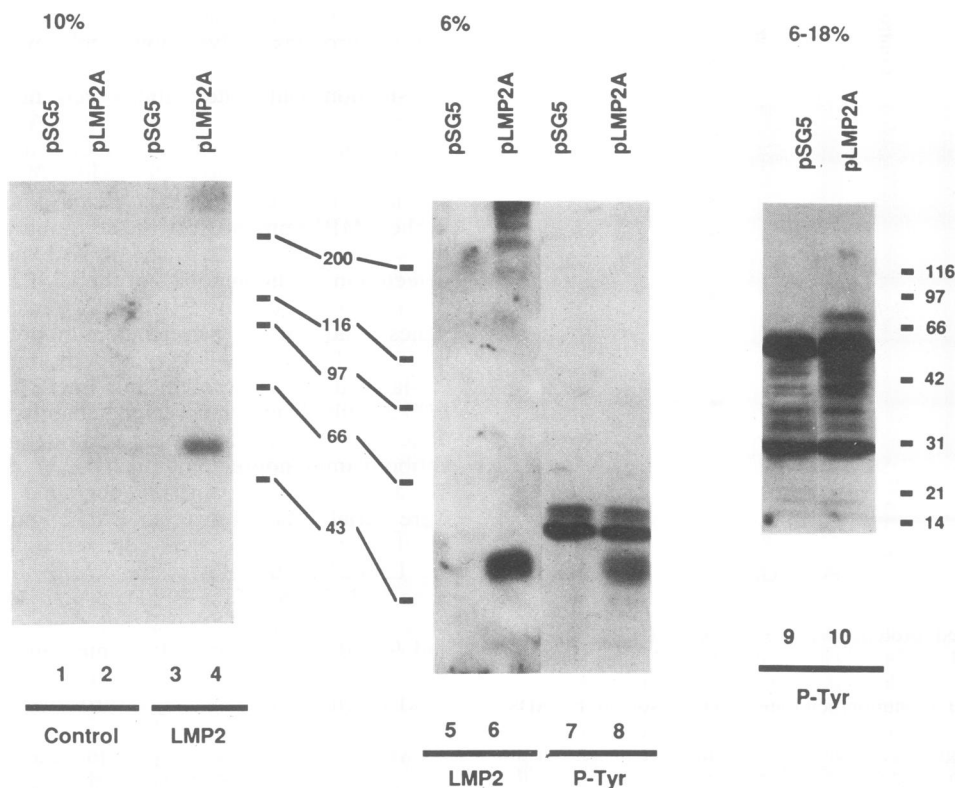 10%
6%
6-18%
pSG5
pLMP2A
pSG5
pLMP2A
pSG5
pLMP2A
pSG5
pLMP2A
pSG5
pLMP2A
200
116
97
66
43
116
97
66
42
31
21
14
1 2 3 4
Control LMP2
5 6 7 8
LMP2 P-Tyr
9 10
P-Tyr